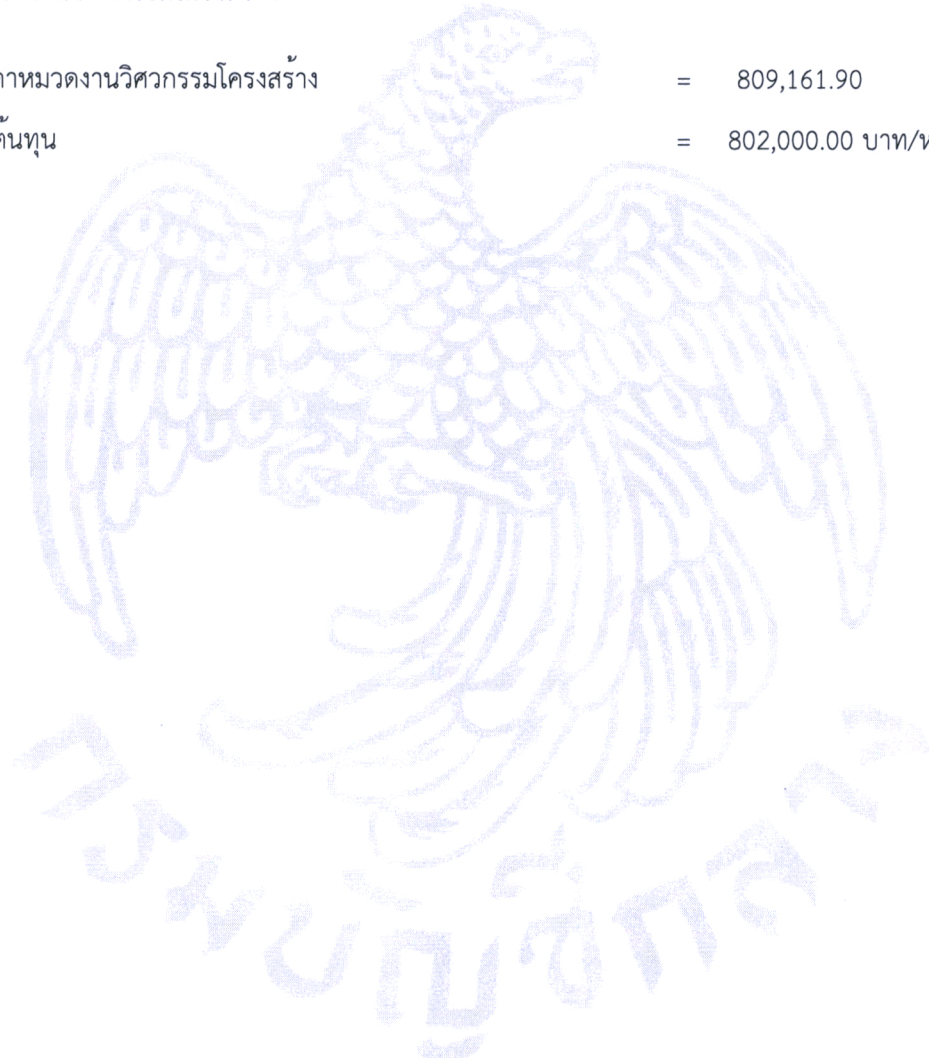 าหมวดงานวิศวกรรมโครงสร้าง = 809,161.90
ต้นทุน = 802,000.00 บาท/ห
กรมบัญชีกลาง